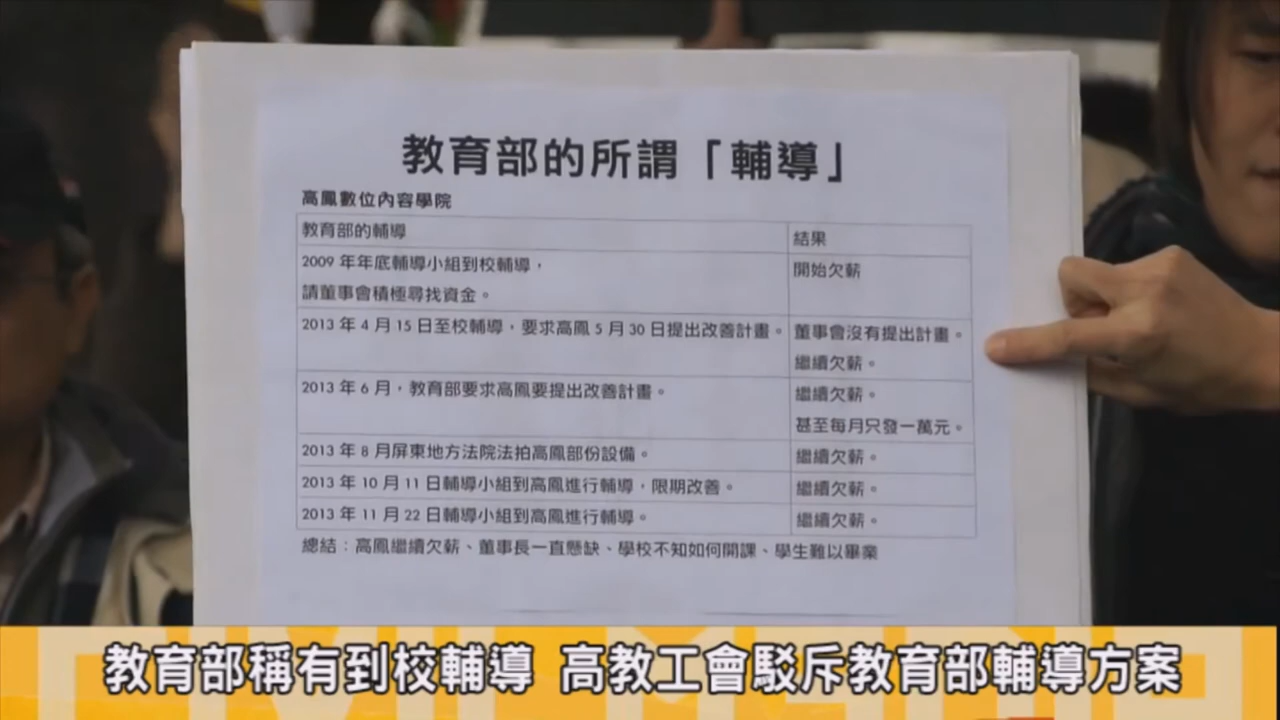 教育部的所謂「輔導」
高鳳數位內容學院
教育部的輔導 結果
2009 年年底輔導小組到校輔導， 開始欠薪
請董事會積極尋找資金。
2013 年 4 月 15 日至校輔導，要求高鳳 5 月 30 日提出改善計畫。 董事會沒有提出計畫。
繼續欠薪。
2013 年 6 月，教育部要求高鳳要提出改善計畫。 繼續欠薪。
甚至每月只發一萬元。
2013 年 8 月屏東地方法院法拍高鳳部份設備。 繼續欠薪。
2013 年 10 月 11 日輔導小組到高鳳進行輔導，限期改善。 繼續欠薪。
2013 年 11 月 22 日輔導小組到高鳳進行輔導。 繼續欠薪。
總結：高鳳繼續欠薪、董事長一直懸缺、學校不知如何開課、學生難以畢業
教育部稱有到校輔導 高教工會駁斥教育部輔導方案